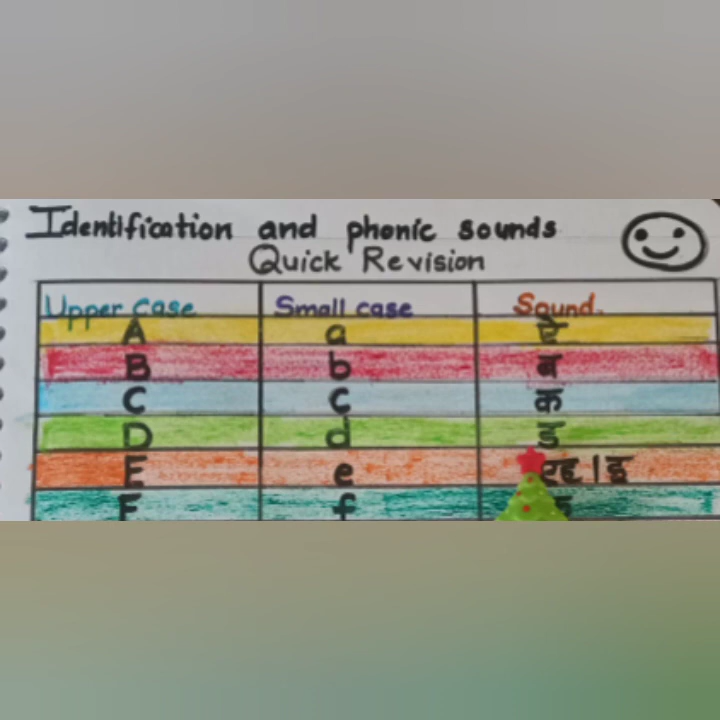 Identification and phonic sounds
Quick Revision
Upper case Small case Sound.
A a ऐ
B b ब
C c क
D d ड
E e एह / इ
F f